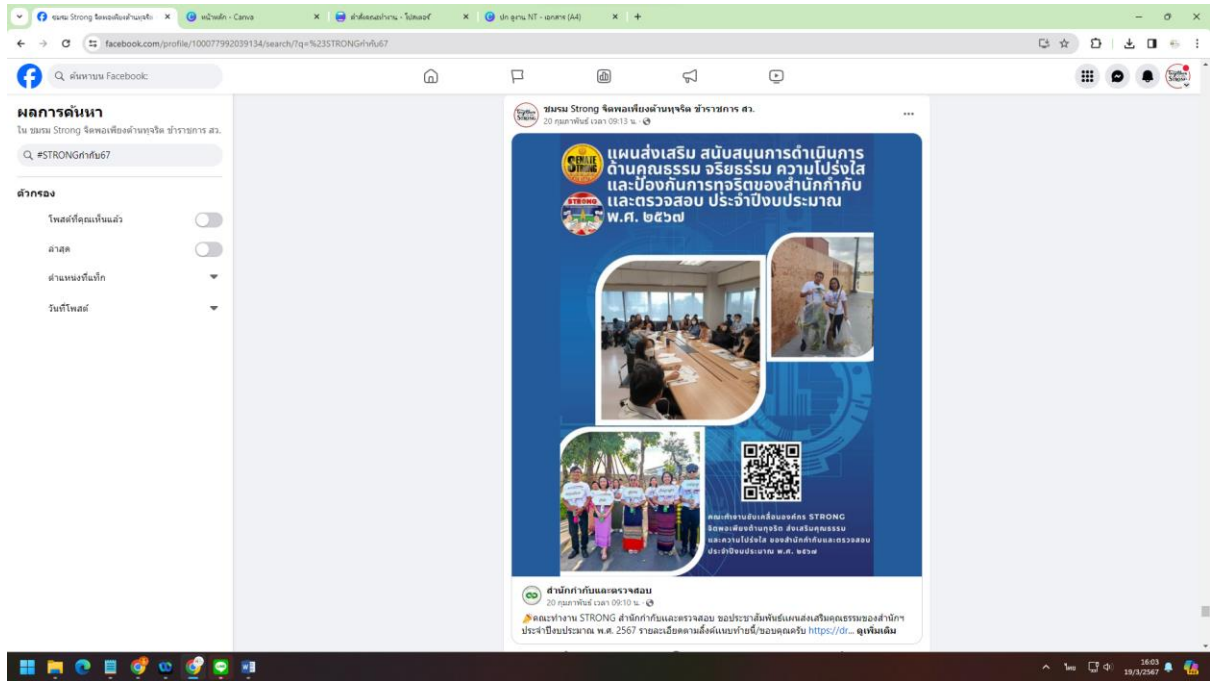 ชมรม Strong จิตพอเพียงต้านทุจริต
หน้าหลัก - Canva
คำสั่งคณะทำงาน - โปสเตอร์
ปก ลูกน NT - เอกสาร (A4)
facebook.com/profile/100077992039134/search/?q=%23STRONGกำกับ67
ค้นหาบน Facebook
ผลการค้นหา
ใน ชมรม Strong จิตพอเพียงต้านทุจริต ข้าราชการ สว.
#STRONGกำกับ67
ตัวกรอง
โพสต์ที่คุณเห็นแล้ว
ล่าสุด
ตำแหน่งที่แท็ก
วันที่โพสต์
ชมรม Strong จิตพอเพียงต้านทุจริต ข้าราชการ สว.
20 กุมภาพันธ์ เวลา 09:13 น.
SENATE STRONG
STRONG
แผนส่งเสริม สนับสนุนการดำเนินการ
ด้านคุณธรรม จริยธรรม ความโปร่งใส
และป้องกันการทุจริตของสำนักกำกับ
และตรวจสอบ ประจำปีงบประมาณ
พ.ศ. ๒๕๖๗
คณะทำงานขับเคลื่อนองค์กร STRONG
จิตพอเพียงต้านทุจริต ส่งเสริมคุณธรรม
และความโปร่งใส ของสำนักกำกับและตรวจสอบ
ประจำปีงบประมาณ พ.ศ. ๒๕๖๗
สำนักกำกับและตรวจสอบ
20 กุมภาพันธ์ เวลา 09:10 น.
คณะทำงาน STRONG สำนักกำกับและตรวจสอบ ขอประชาสัมพันธ์แผนส่งเสริมคุณธรรมของสำนักฯ
ประจำปีงบประมาณ พ.ศ. 2567 รายละเอียดตามลิ้งค์แนบท้ายนี้/ขอบคุณครับ https://dr... ดูเพิ่มเติม
ไทย
16:03
19/3/2567